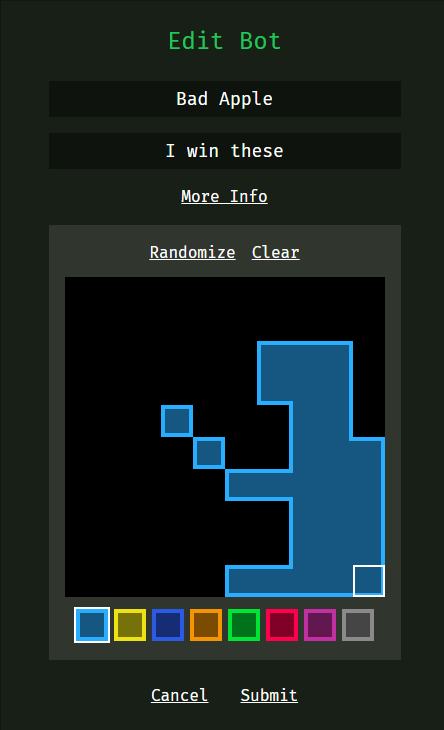 Edit Bot
Bad Apple
I win these
More Info
Randomize Clear
Cancel Submit